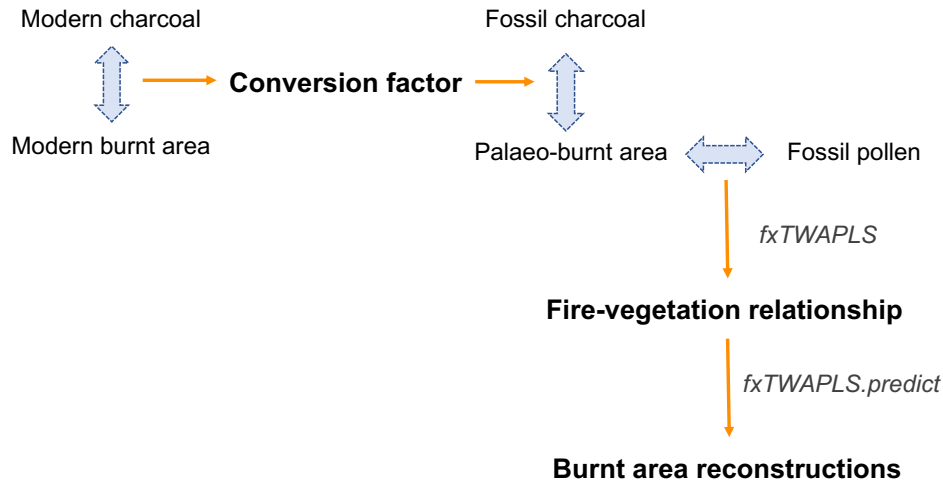 Modern charcoal
Fossil charcoal
Conversion factor
Modern burnt area
Palaeo-burnt area
Fossil pollen
fxTWAPLS
Fire-vegetation relationship
fxTWAPLS.predict
Burnt area reconstructions